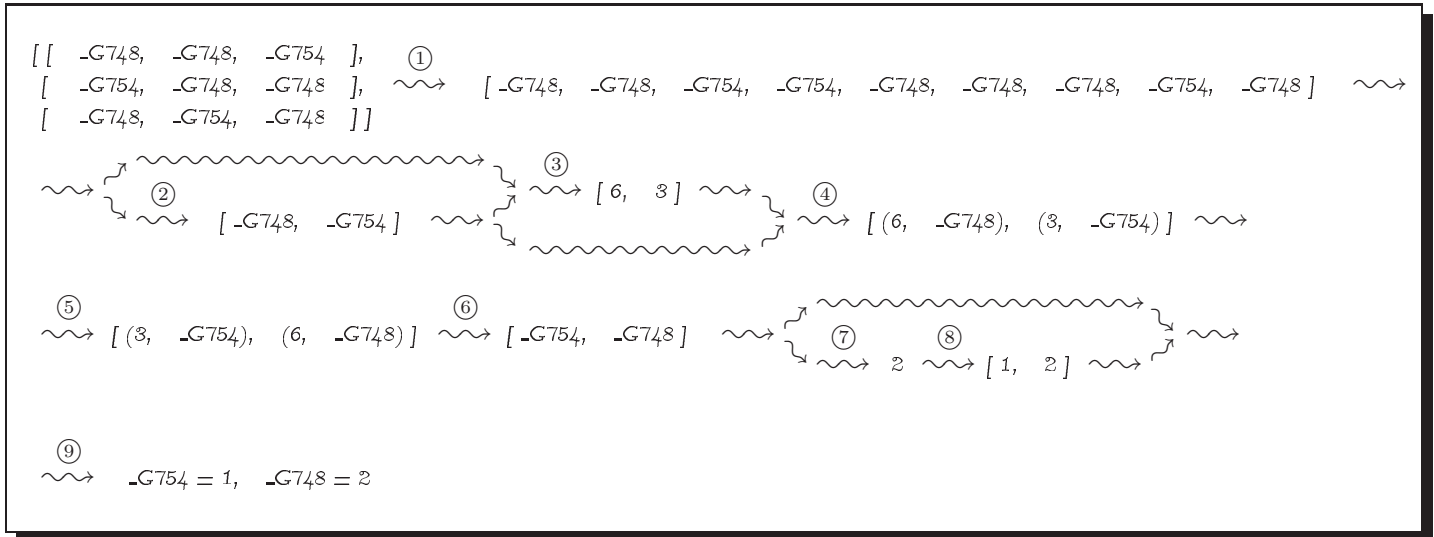 [ [ _G748, _G748, _G754 ],
[ _G754, _G748, _G748 ], ① [ _G748, _G748, _G754, _G754, _G748, _G748, _G748, _G754, _G748 ]
[ _G748, _G754, _G748 ] ]
③ [ 6, 3 ]
② [ _G748, _G754 ] ④ [ (6, _G748), (3, _G754) ]
⑤ [ (3, _G754), (6, _G748) ] ⑥ [ _G754, _G748 ]
⑦ 2 ⑧ [ 1, 2 ]
⑨ _G754 = 1, _G748 = 2